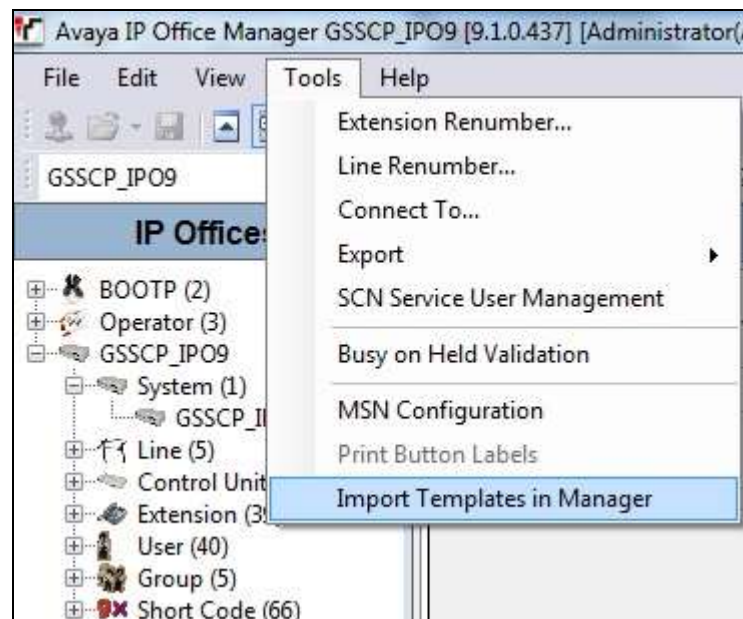 Avaya IP Office Manager GSSCP_IPO9 [9.1.0.437] [Administrator(
File Edit View Tools Help
GSSCP_IPO9
IP Offices
BOOTP (2)
Operator (3)
GSSCP_IPO9
System (1)
GSSCP_I
Line (5)
Control Unit
Extension (3
User (40)
Group (5)
Short Code (66)
Extension Renumber...
Line Renumber...
Connect To...
Export
SCN Service User Management
Busy on Held Validation
MSN Configuration
Print Button Labels
Import Templates in Manager